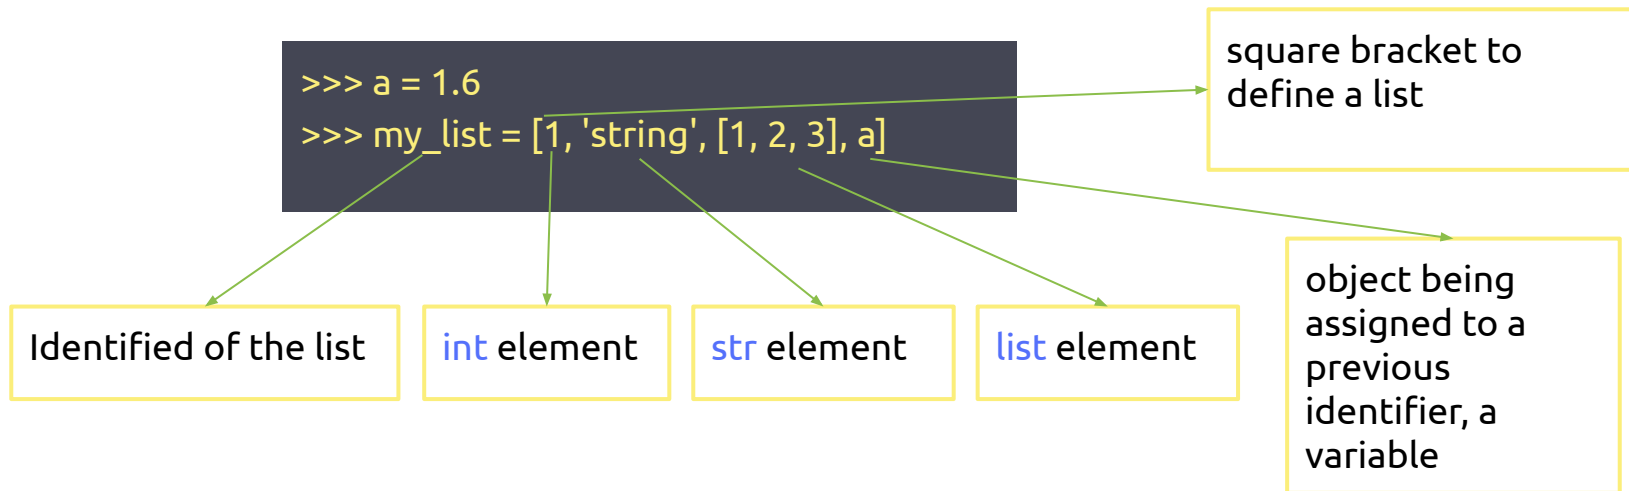 >>> a = 1.6
>>> my_list = [1, 'string', [1, 2, 3], a]
square bracket to
define a list
Identified of the list
int element
str element
list element
object being
assigned to a
previous
identifier, a
variable